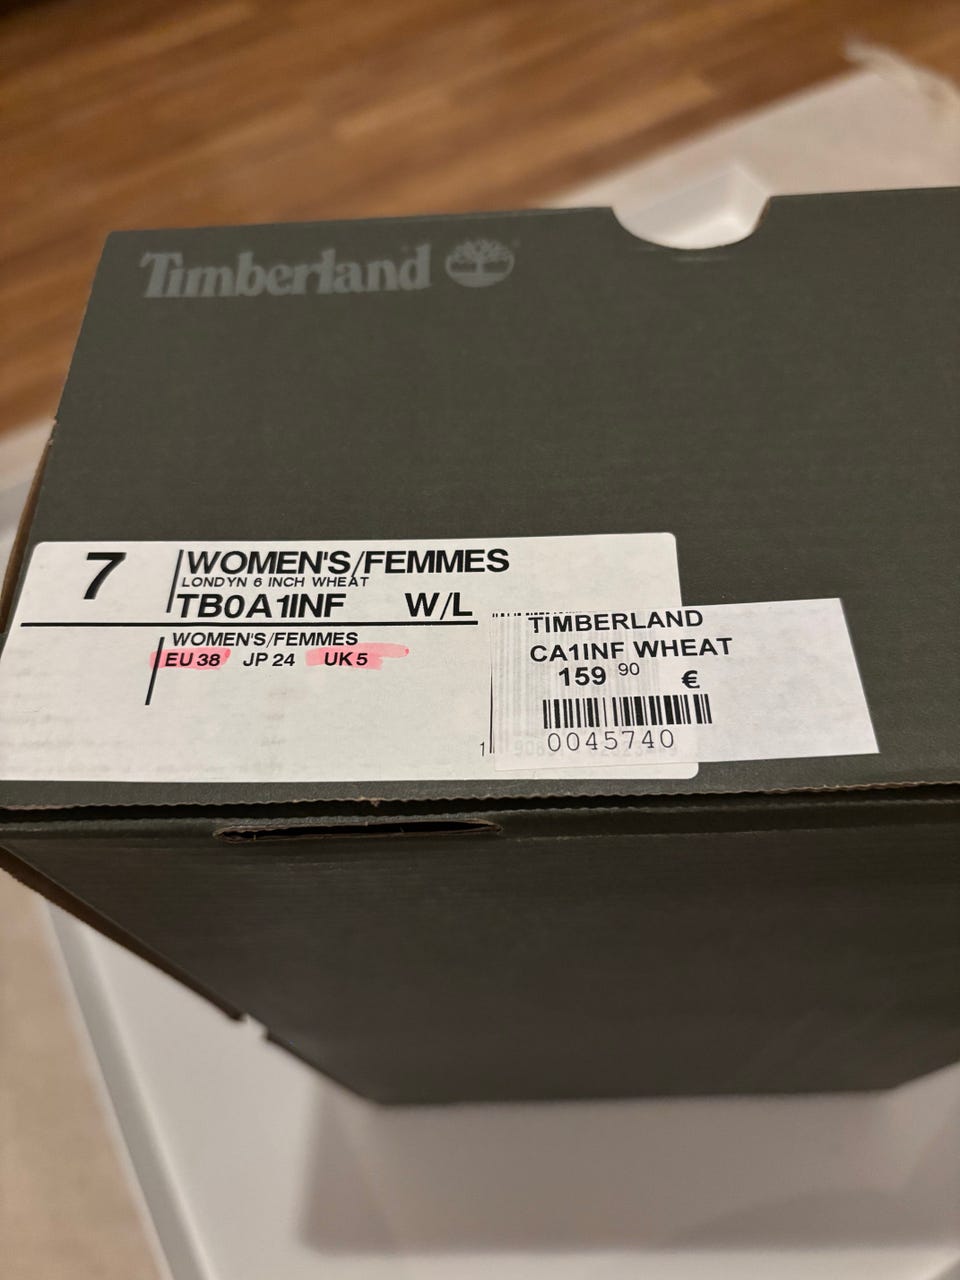 Timberland
7
WOMEN'S/FEMMES
LONDYN 6 INCH WHEAT
TB0A1INF W/L
WOMEN'S/FEMMES
EU 38 JP 24 UK 5
TIMBERLAND
CA1INF WHEAT
159 90 €
0045740
1